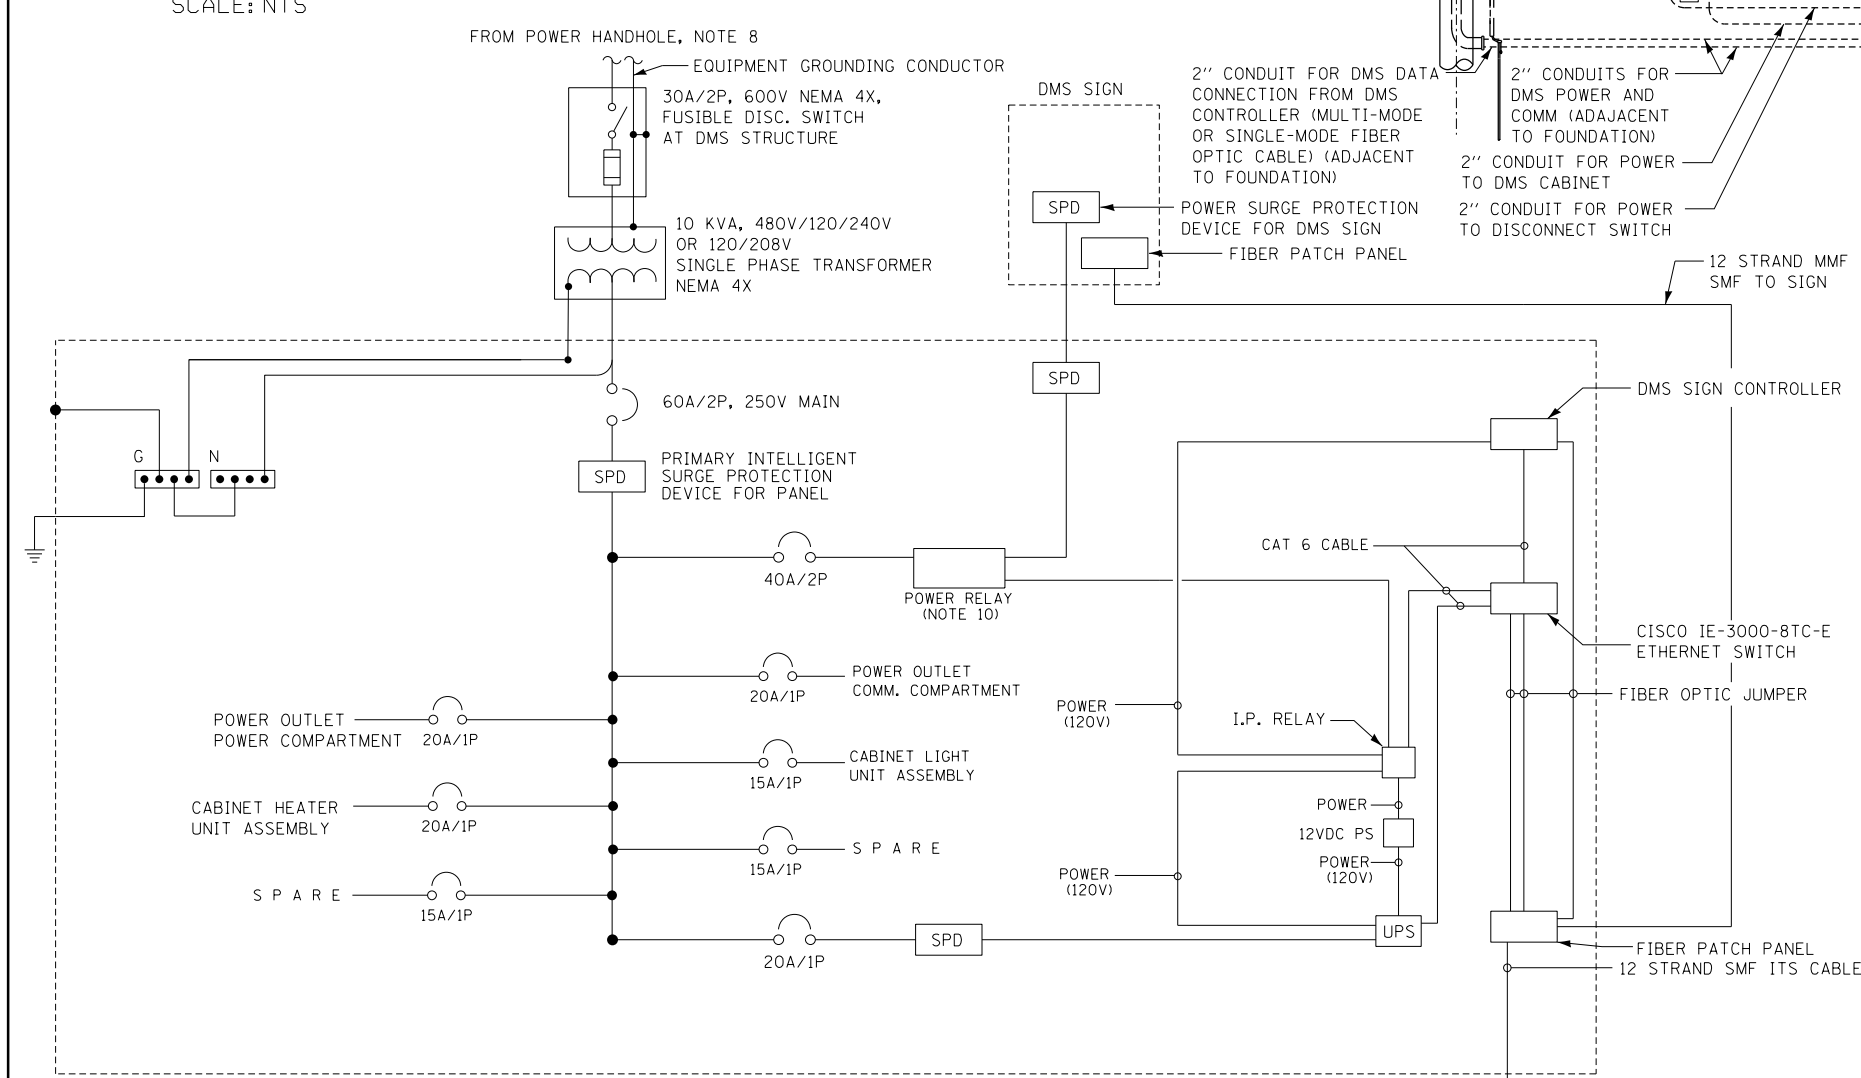 SCALE: NTS
FROM POWER HANDHOLE, NOTE 8
EQUIPMENT GROUNDING CONDUCTOR
30A/2P, 600V NEMA 4X,
FUSIBLE DISC. SWITCH
AT DMS STRUCTURE
10 KVA, 480V/120/240V
OR 120/208V
SINGLE PHASE TRANSFORMER
NEMA 4X
DMS SIGN
SPD
POWER SURGE PROTECTION
DEVICE FOR DMS SIGN
FIBER PATCH PANEL
2'' CONDUIT FOR DMS DATA
CONNECTION FROM DMS
CONTROLLER (MULTI-MODE
OR SINGLE-MODE FIBER
OPTIC CABLE) (ADJACENT
TO FOUNDATION)
2'' CONDUITS FOR
DMS POWER AND
COMM (ADAJACENT
TO FOUNDATION)
2'' CONDUIT FOR POWER
TO DMS CABINET
2'' CONDUIT FOR POWER
TO DISCONNECT SWITCH
12 STRAND MMF
SMF TO SIGN
SPD
60A/2P, 250V MAIN
G
N
SPD
PRIMARY INTELLIGENT
SURGE PROTECTION
DEVICE FOR PANEL
DMS SIGN CONTROLLER
40A/2P
POWER RELAY
(NOTE 10)
CAT 6 CABLE
CISCO IE-3000-8TC-E
ETHERNET SWITCH
FIBER OPTIC JUMPER
20A/1P
POWER OUTLET
COMM. COMPARTMENT
POWER OUTLET
POWER COMPARTMENT
20A/1P
15A/1P
CABINET LIGHT
UNIT ASSEMBLY
POWER
(120V)
I.P. RELAY
CABINET HEATER
UNIT ASSEMBLY
20A/1P
15A/1P
SPARE
POWER
12VDC PS
POWER
(120V)
POWER
(120V)
SPARE
15A/1P
20A/1P
SPD
UPS
FIBER PATCH PANEL
12 STRAND SMF ITS CABLE